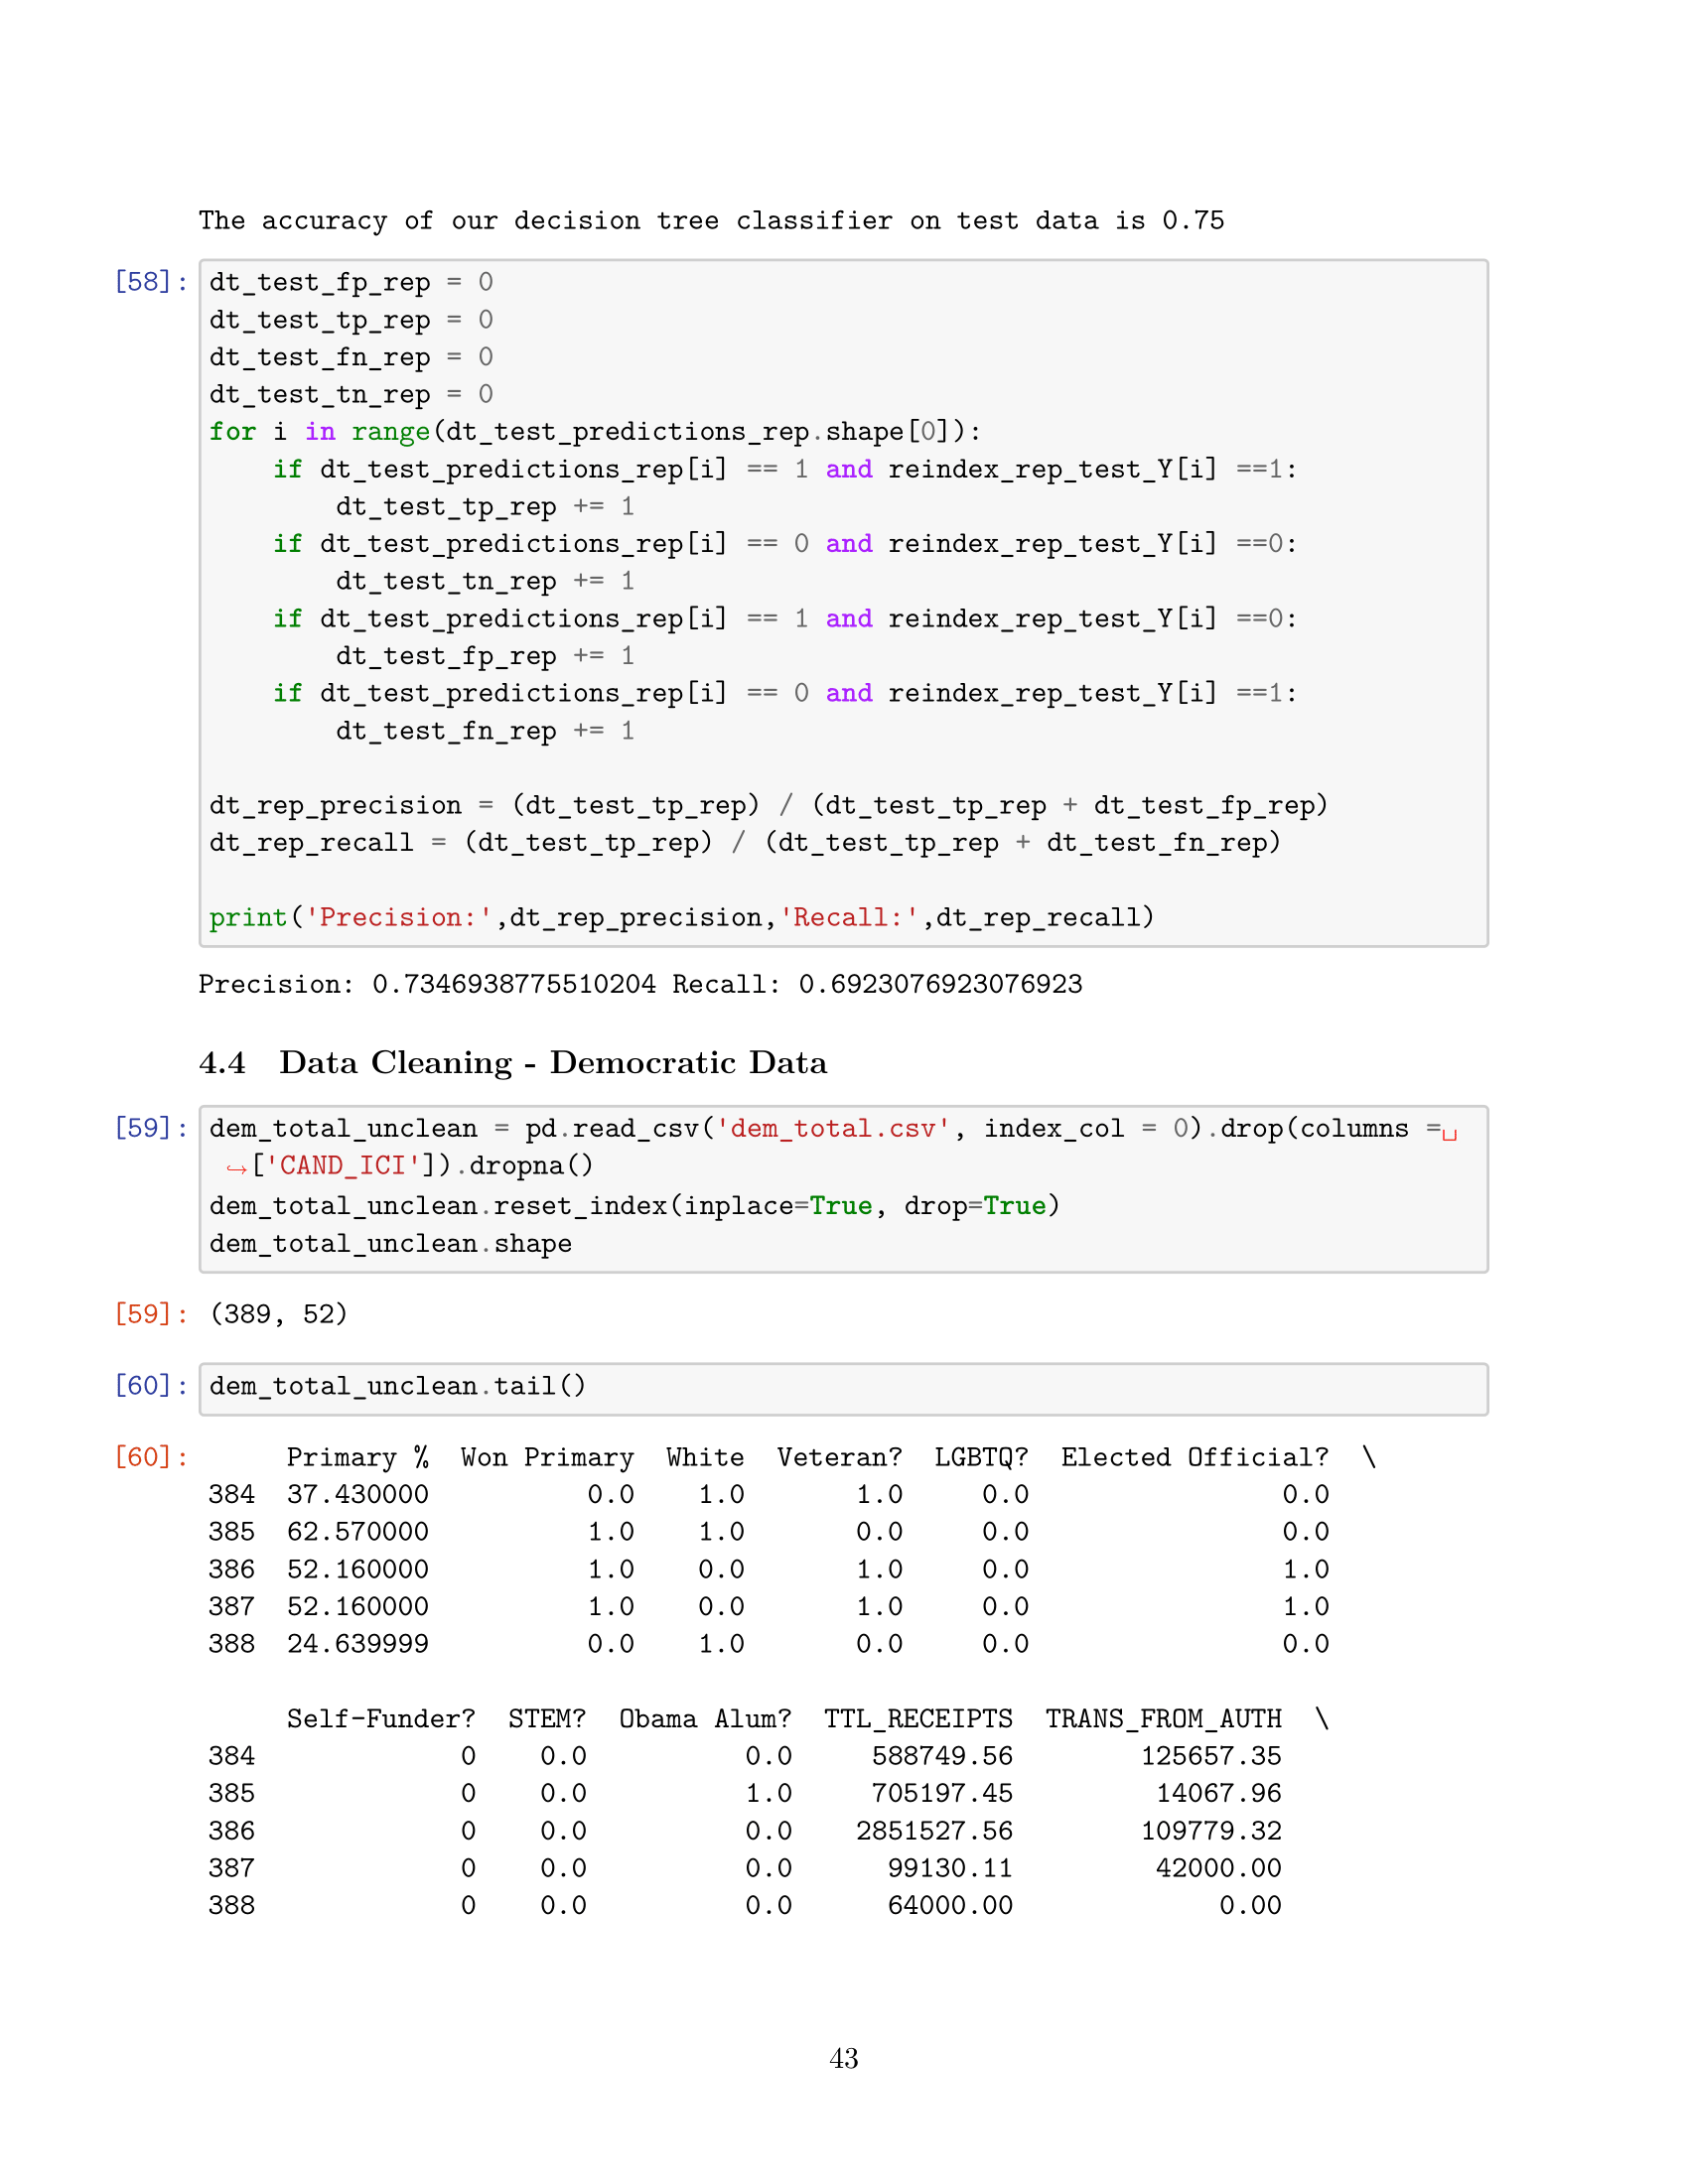 The accuracy of our decision tree classifier on test data is 0.75
[58]: dt_test_fp_rep = 0
dt_test_tp_rep = 0
dt_test_fn_rep = 0
dt_test_tn_rep = 0
for i in range(dt_test_predictions_rep.shape[0]):
    if dt_test_predictions_rep[i] == 1 and reindex_rep_test_Y[i] ==1:
        dt_test_tp_rep += 1
    if dt_test_predictions_rep[i] == 0 and reindex_rep_test_Y[i] ==0:
        dt_test_tn_rep += 1
    if dt_test_predictions_rep[i] == 1 and reindex_rep_test_Y[i] ==0:
        dt_test_fp_rep += 1
    if dt_test_predictions_rep[i] == 0 and reindex_rep_test_Y[i] ==1:
        dt_test_fn_rep += 1
dt_rep_precision = (dt_test_tp_rep) / (dt_test_tp_rep + dt_test_fp_rep)
dt_rep_recall = (dt_test_tp_rep) / (dt_test_tp_rep + dt_test_fn_rep)
print('Precision:',dt_rep_precision,'Recall:',dt_rep_recall)
Precision: 0.7346938775510204 Recall: 0.6923076923076923
4.4 Data Cleaning - Democratic Data
[59]: dem_total_unclean = pd.read_csv('dem_total.csv', index_col = 0).drop(columns =␣
↪['CAND_ICI']).dropna()
dem_total_unclean.reset_index(inplace=True, drop=True)
dem_total_unclean.shape
[59]: (389, 52)
[60]: dem_total_unclean.tail()
[60]: Primary % Won Primary White Veteran? LGBTQ? Elected Official? \
384 37.430000 0.0 1.0 1.0 0.0 0.0
385 62.570000 1.0 1.0 0.0 0.0 0.0
386 52.160000 1.0 0.0 1.0 0.0 1.0
387 52.160000 1.0 0.0 1.0 0.0 1.0
388 24.639999 0.0 1.0 0.0 0.0 0.0
Self-Funder? STEM? Obama Alum? TTL_RECEIPTS TRANS_FROM_AUTH \
384 0 0.0 0.0 588749.56 125657.35
385 0 0.0 1.0 705197.45 14067.96
386 0 0.0 0.0 2851527.56 109779.32
387 0 0.0 0.0 99130.11 42000.00
388 0 0.0 0.0 64000.00 0.00
43